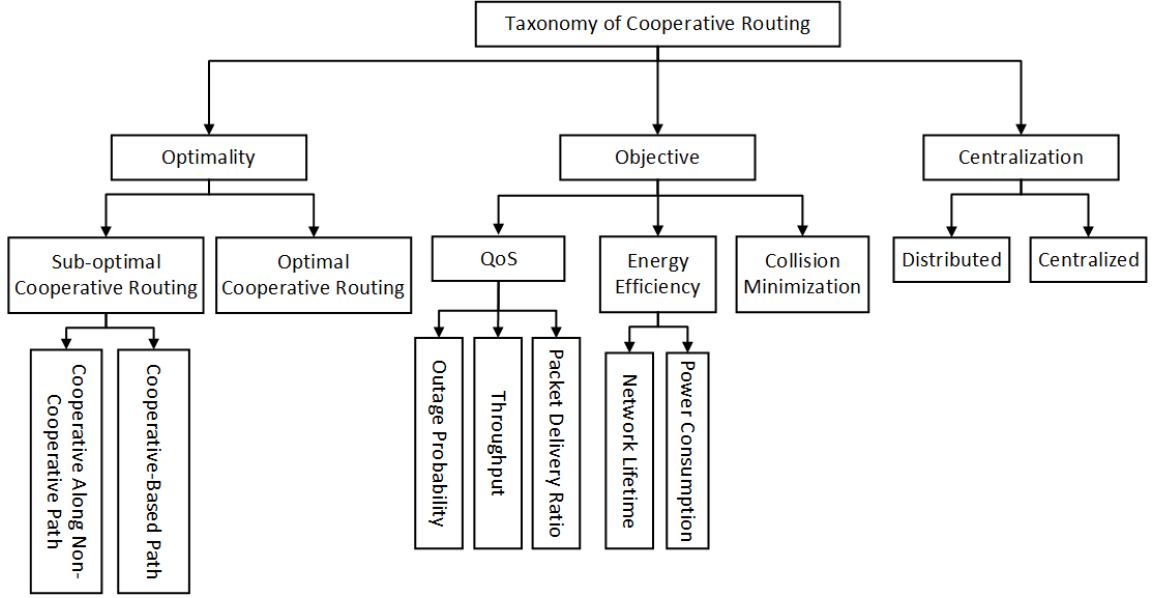 Taxonomy of Cooperative Routing
Optimality
Objective
Centralization
Sub-optimal
Cooperative Routing
Optimal
Cooperative Routing
QoS
Energy
Efficiency
Collision
Minimization
Distributed
Centralized
Cooperative Along Non-
Cooperative Path
Cooperative-Based Path
Outage Probability
Throughput
Packet Delivery Ratio
Network Lifetime
Power Consumption